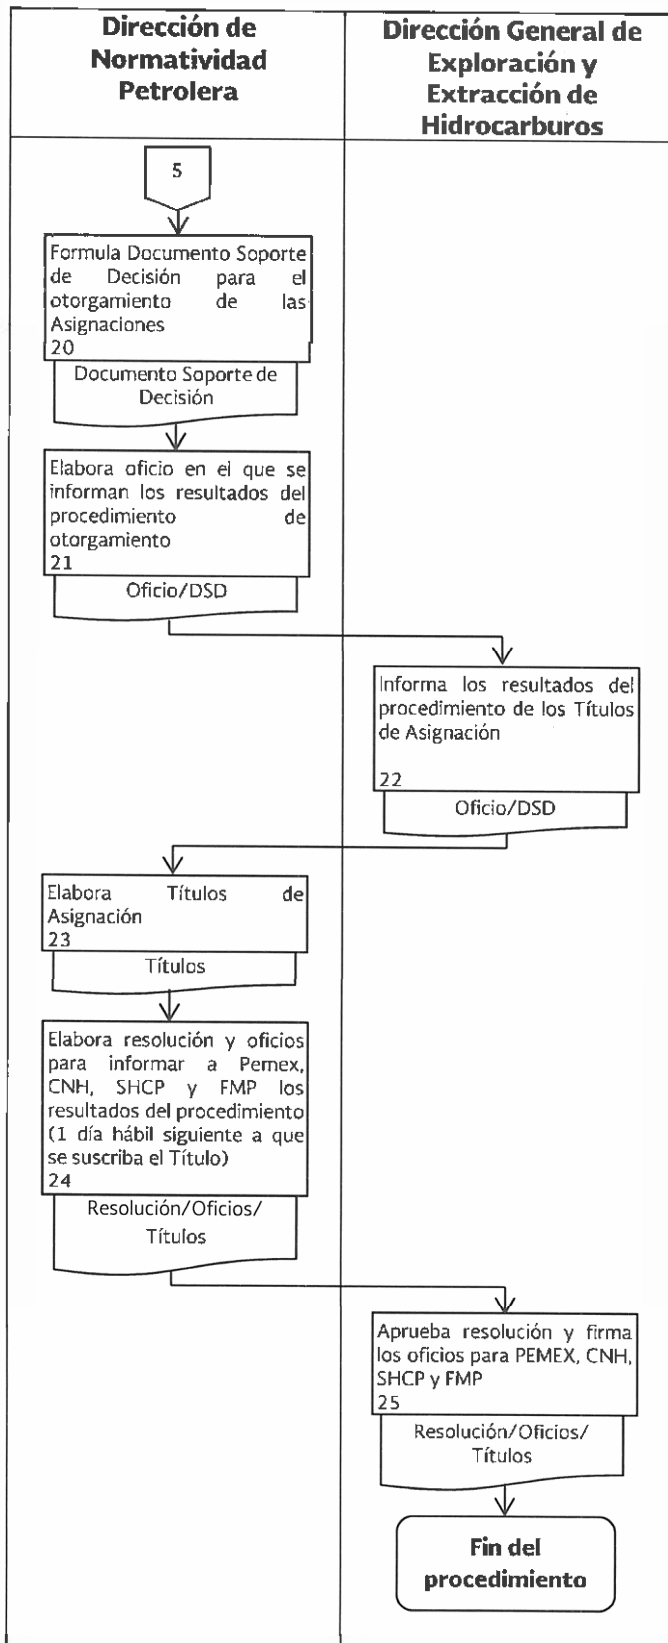 Dirección de
Normatividad
Petrolera
Dirección General de
Exploración y
Extracción de
Hidrocarburos
5
Formula Documento Soporte
de Decisión para el
otorgamiento de las
Asignaciones
20
Documento Soporte de
Decisión
Elabora oficio en el que se
informan los resultados del
procedimiento de
otorgamiento
21
Oficio/DSD
Informa los resultados del
procedimiento de los Títulos
de Asignación
22
Oficio/DSD
Elabora Títulos de
Asignación
23
Títulos
Elabora resolución y oficios
para informar a Pemex,
CNH, SHCP y FMP los
resultados del procedimiento
(1 día hábil siguiente a que
se suscriba el Título)
24
Resolución/Oficios/
Títulos
Aprueba resolución y firma
los oficios para PEMEX, CNH,
SHCP y FMP
25
Resolución/Oficios/
Títulos
Fin del
procedimiento